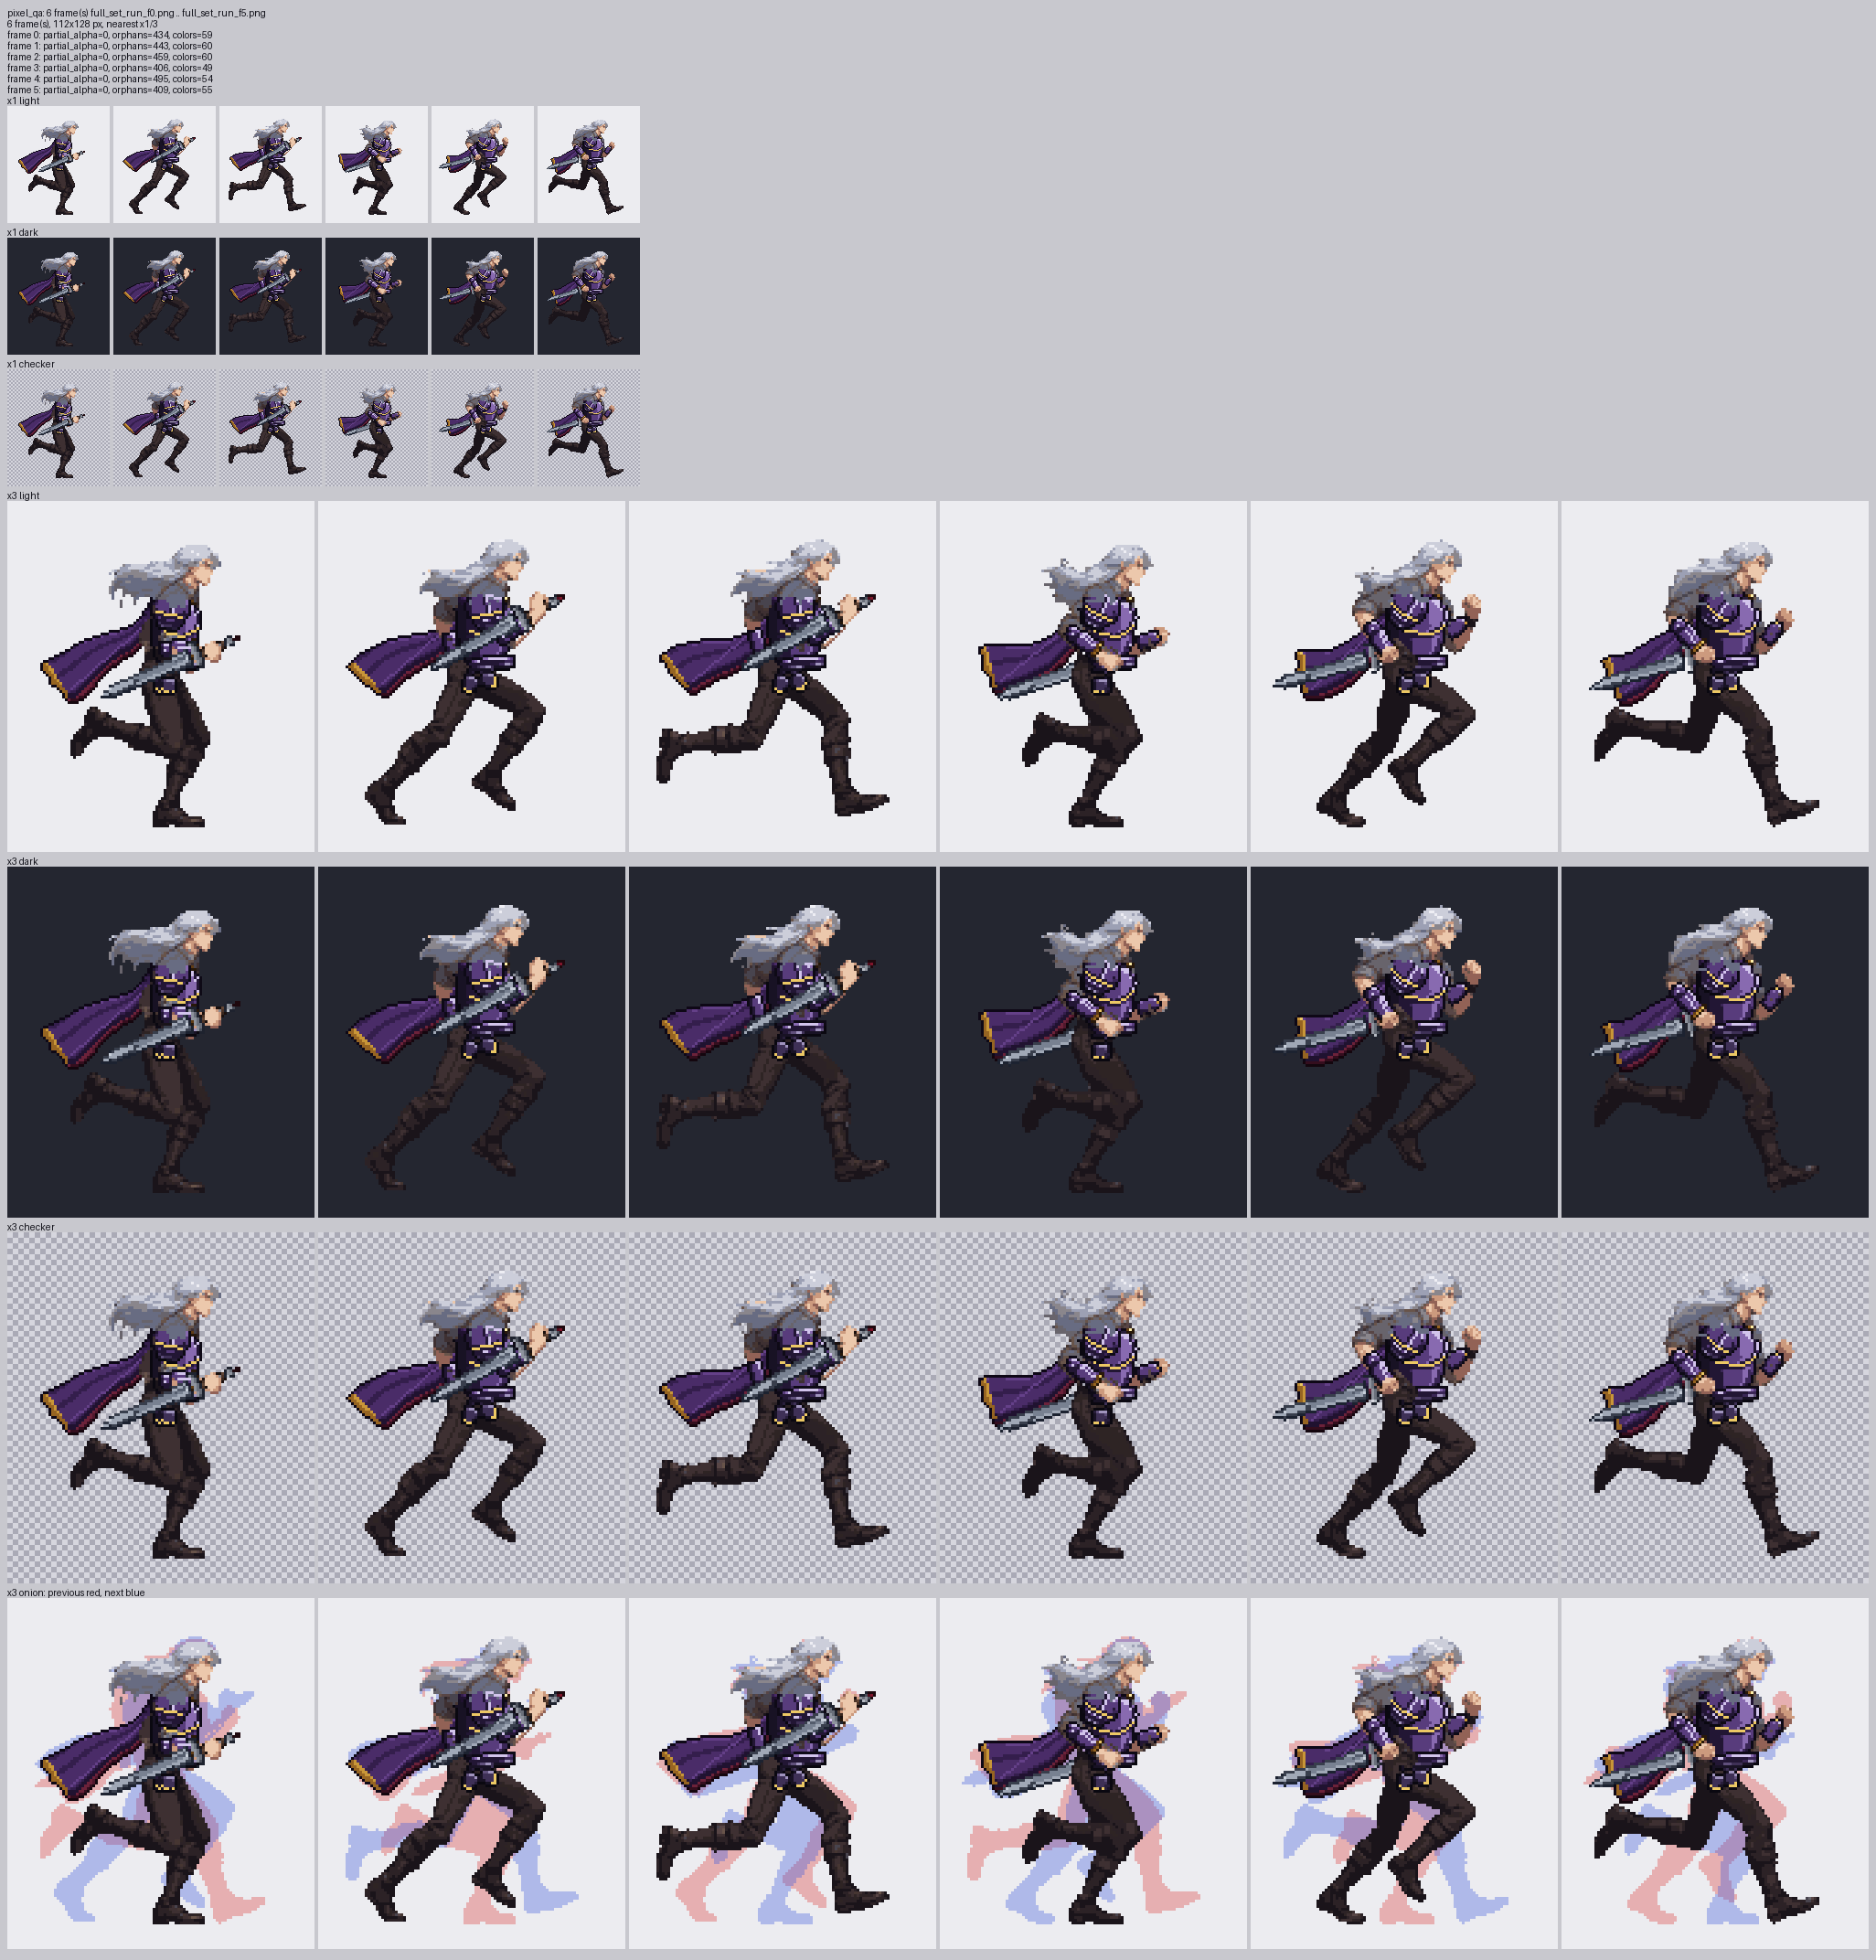 pixel_qa: 6 frame(s) full_set_run_f0.png .. full_set_run_f5.png
6 frame(s), 112x128 px, nearest x1/3
frame 0: partial_alpha=0, orphans=434, colors=59
frame 1: partial_alpha=0, orphans=443, colors=60
frame 2: partial_alpha=0, orphans=459, colors=60
frame 3: partial_alpha=0, orphans=406, colors=49
frame 4: partial_alpha=0, orphans=495, colors=54
frame 5: partial_alpha=0, orphans=409, colors=55
x1 light
x1 dark
x1 checker
x3 light
x3 dark
x3 checker
x3 onion: previous red, next blue